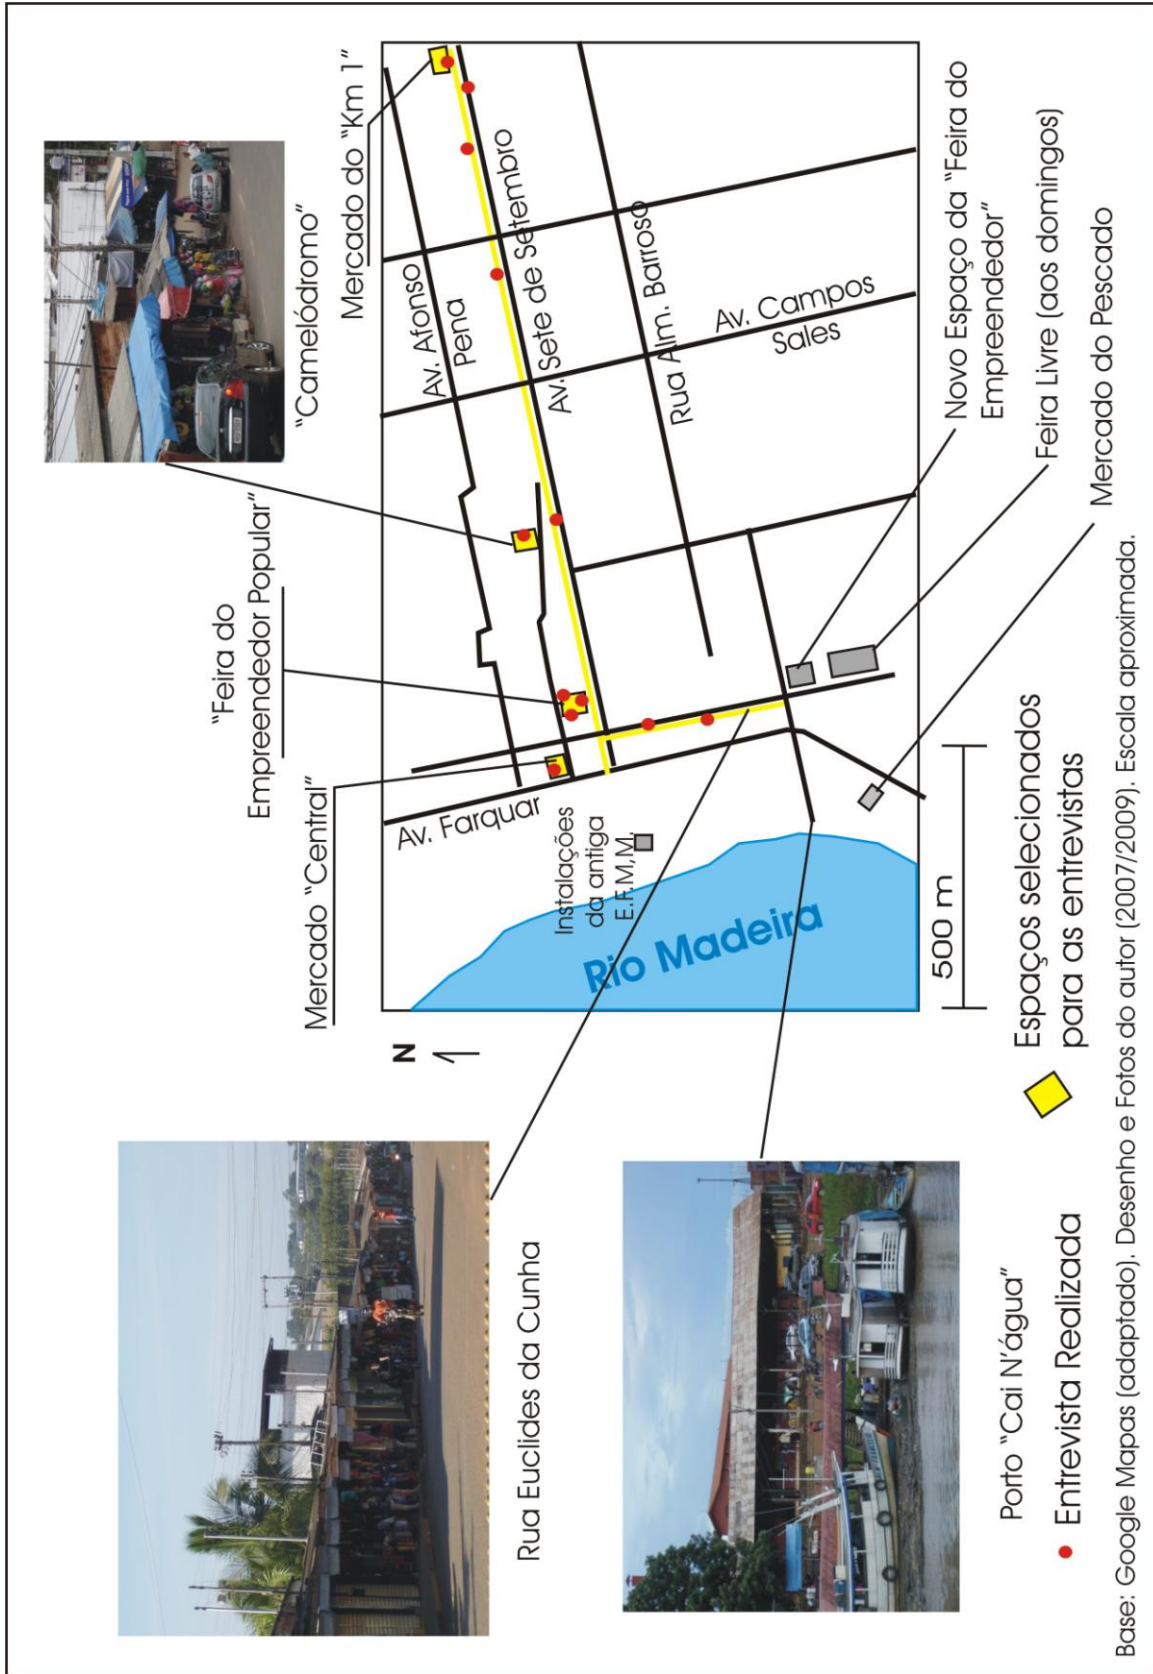 "Camelódromo"
Mercado do "Km 1"
"Feira do
Empreendedor Popular"
Mercado "Central"
N
Av. Afonso
Pena
Av. Sete de Setembro
Rua Alm. Barroso
Av. Campos
Sales
Av. Farquar
Instalações
da antiga
E.F.M,M.
Rio Madeira
Novo Espaço da "Feira do
Empreendedor"
Feira Livre (aos domingos)
Mercado do Pescado
500 m
Espaços selecionados
para as entrevistas
Rua Euclides da Cunha
Porto "Cai N'água"
Entrevista Realizada
Base: Google Mapas (adaptado). Desenho e Fotos do autor (2007/2009). Escala aproximada.